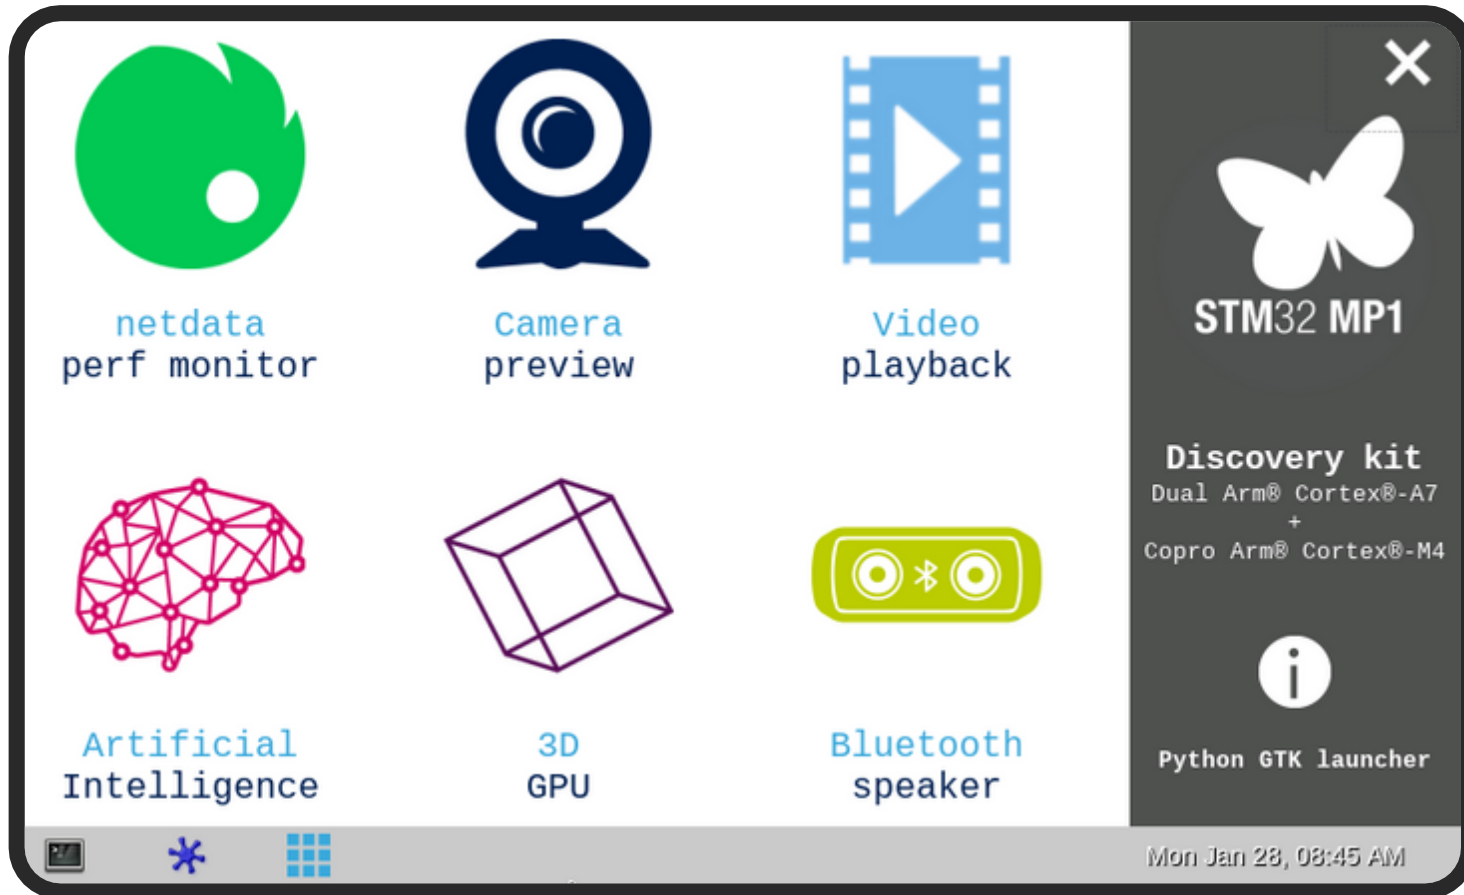 netdata
perf monitor
Camera
preview
Video
playback
Artificial
Intelligence
3D
GPU
Bluetooth
speaker
STM32 MP1
Discovery kit
Dual Arm® Cortex®-A7
+
Copro Arm® Cortex®-M4
i
Python GTK launcher
Mon Jan 28, 08:45 AM